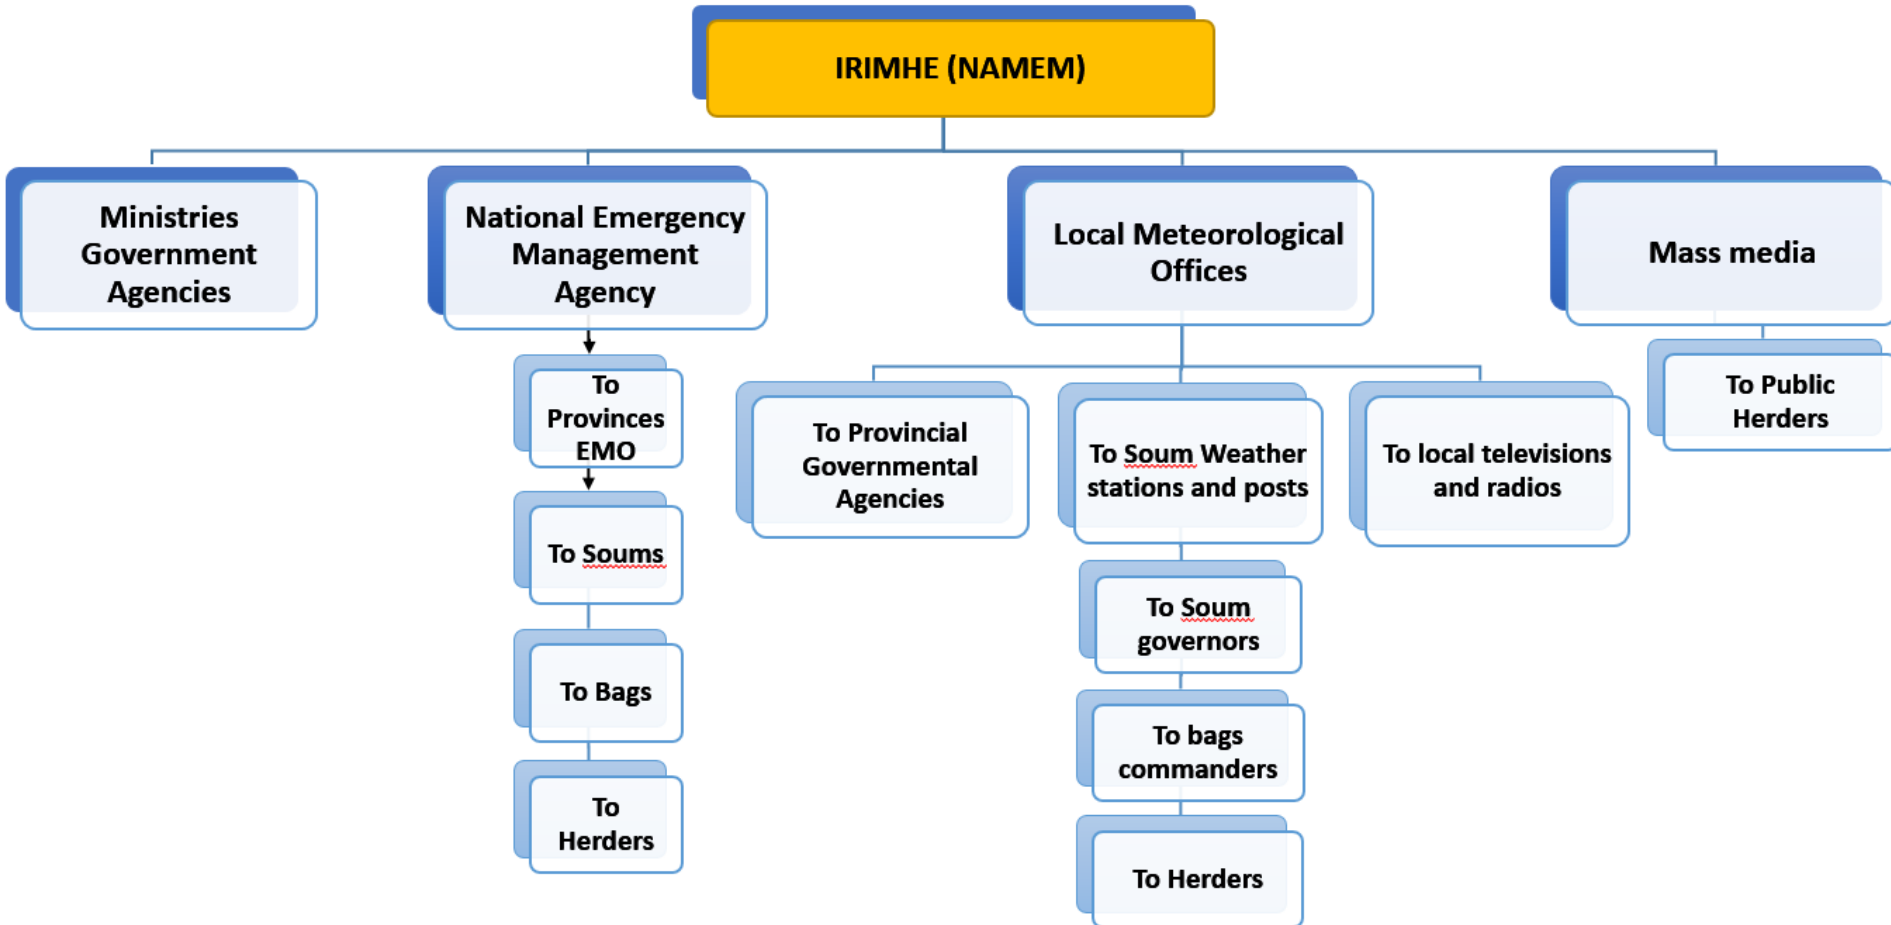 IRIMHE (NAMEM)
Ministries
Government
Agencies
National Emergency
Management
Agency
Local Meteorological
Offices
Mass media
To
Provinces
EMO
To Soums
To Bags
To
Herders
To Provincial
Governmental
Agencies
To Soum Weather
stations and posts
To Soum
governors
To bags
commanders
To Herders
To local televisions
and radios
To Public
Herders